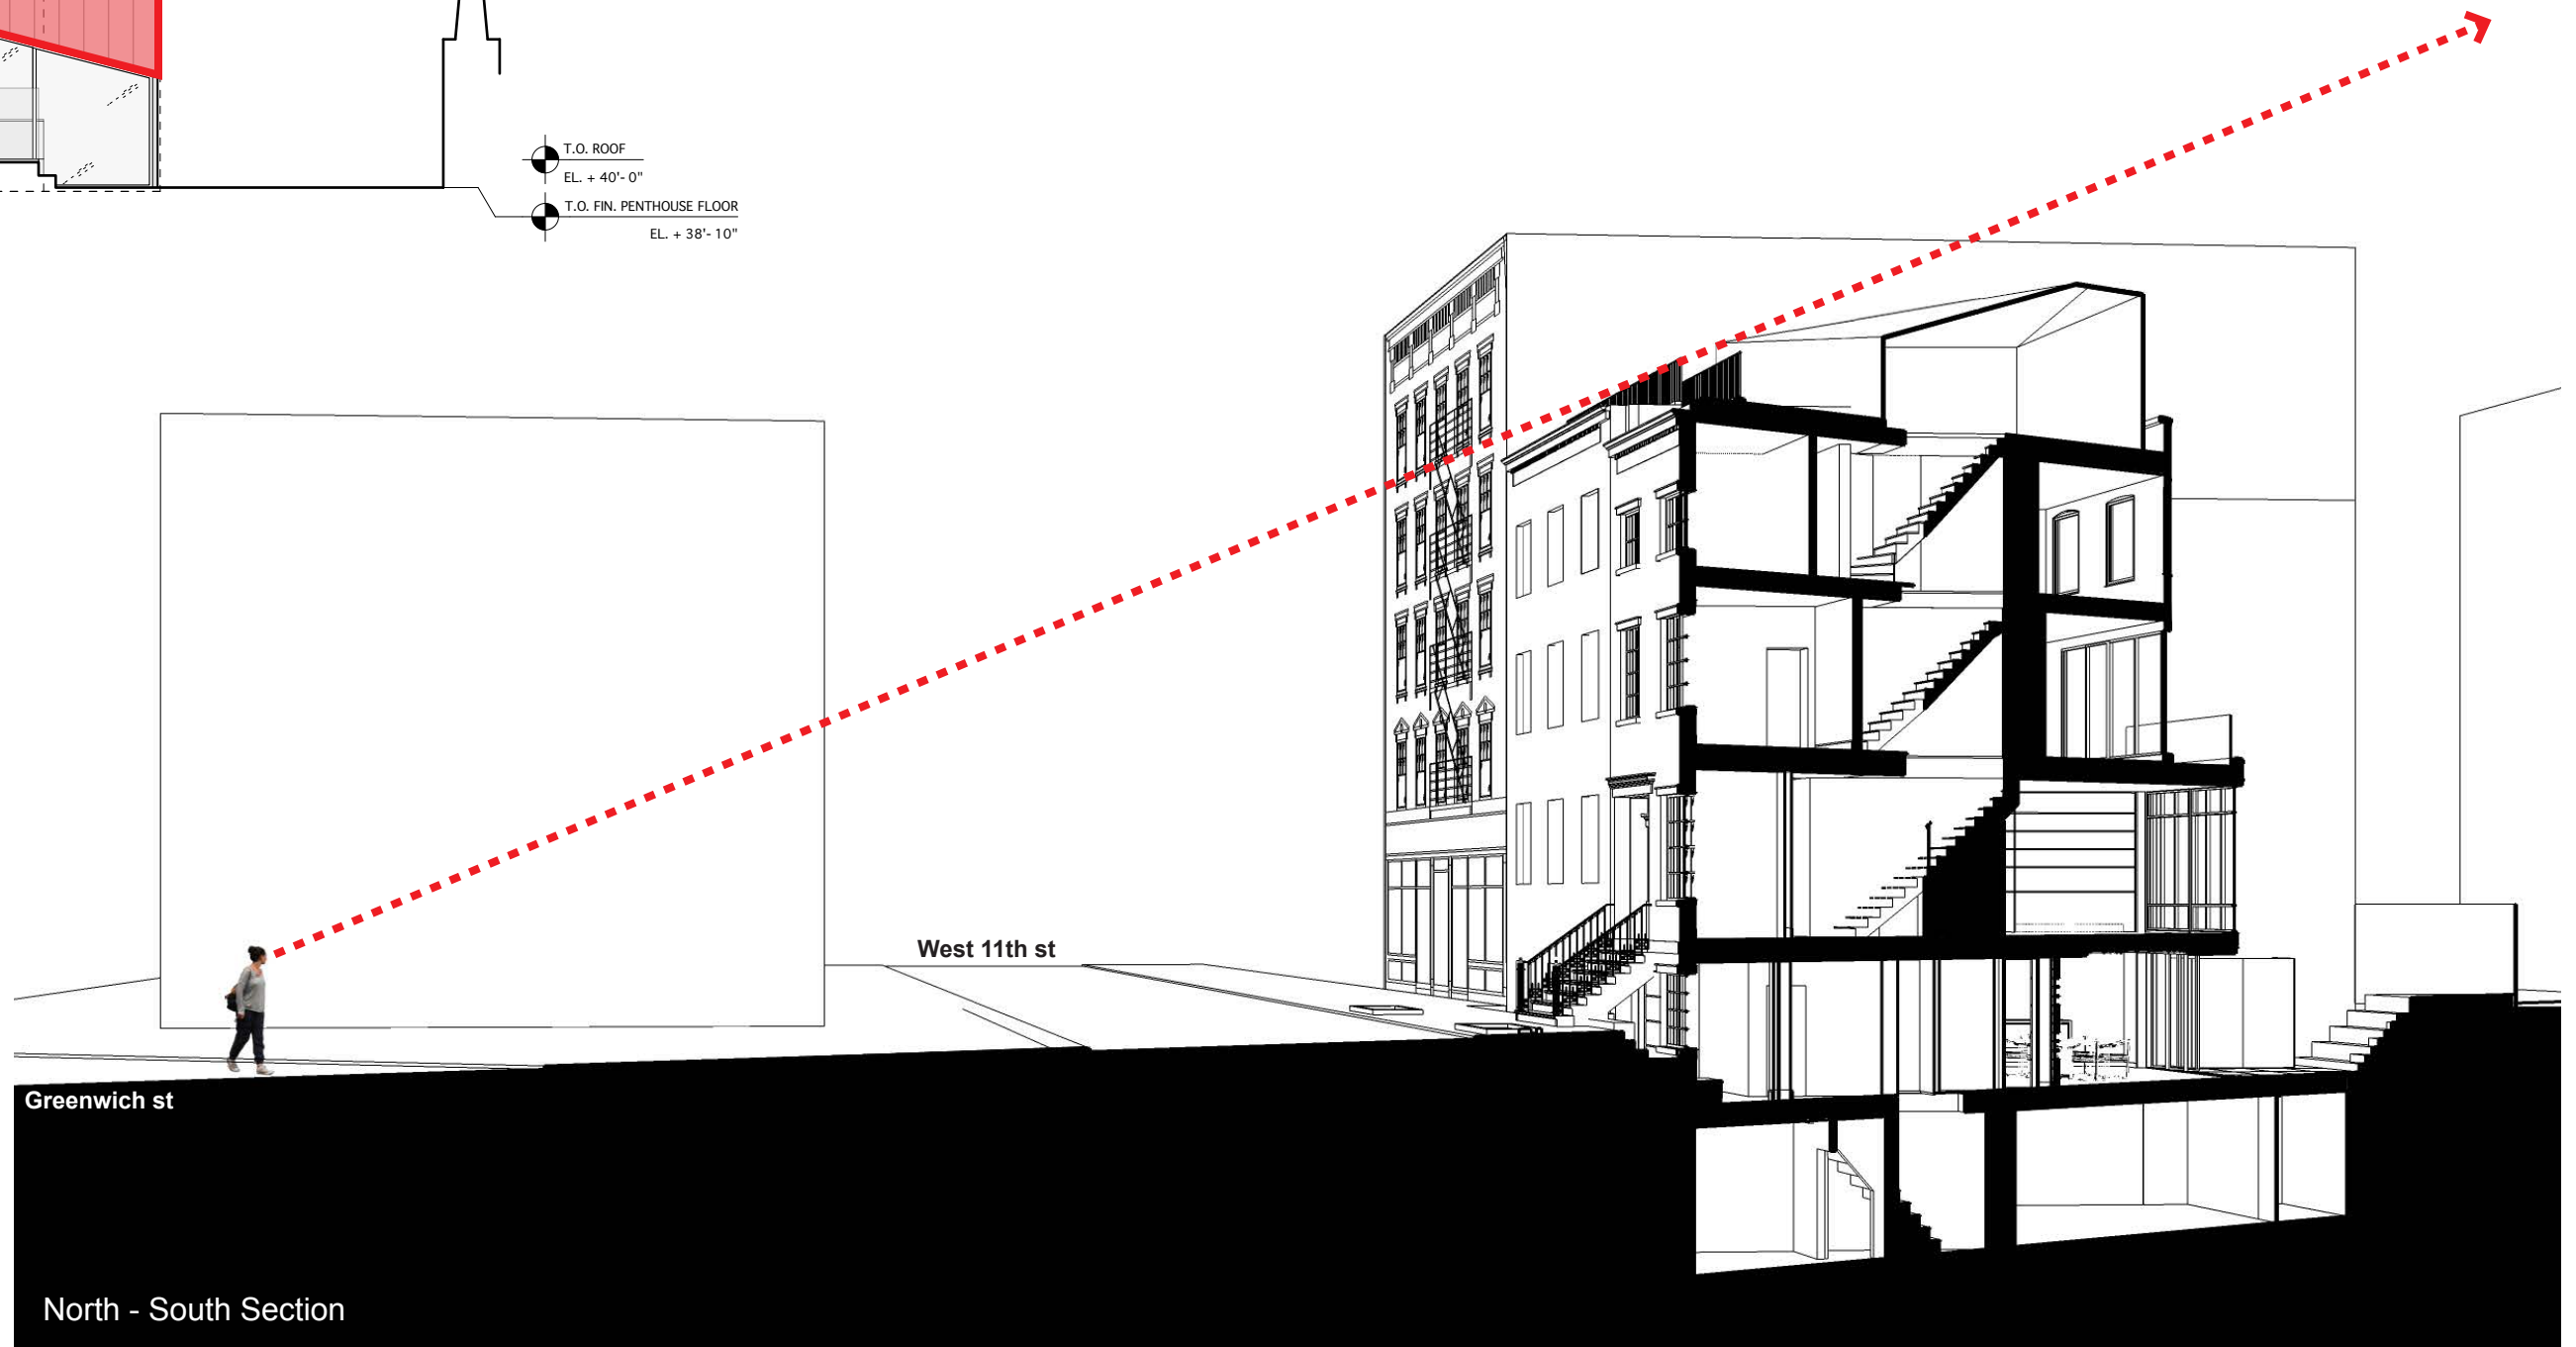 T.O. ROOF
EL. + 40'- 0"
T.O. FIN. PENTHOUSE FLOOR
EL. + 38'- 10"
West 11th st
Greenwich st
North - South Section